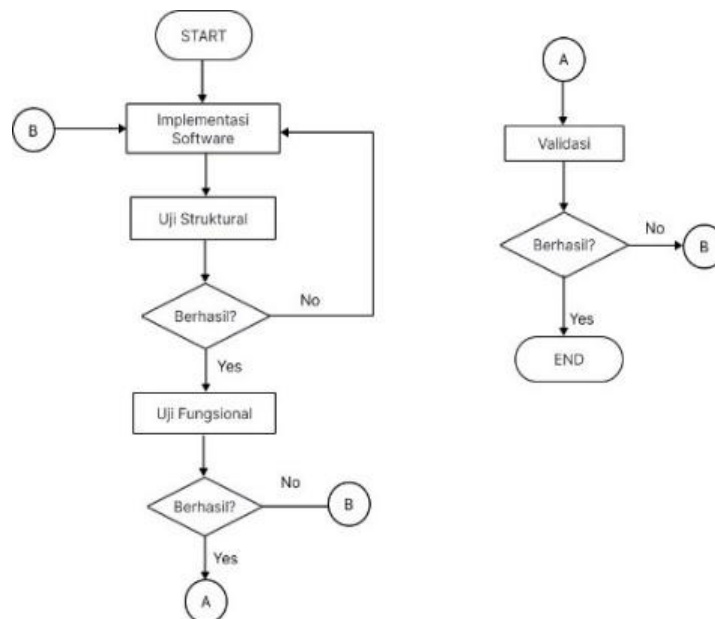 START
B
Implementasi
Software
Uji Struktural
Berhasil?
No
Yes
Uji Fungsional
Berhasil?
No
B
Yes
A
A
Validasi
Berhasil?
No
B
Yes
END